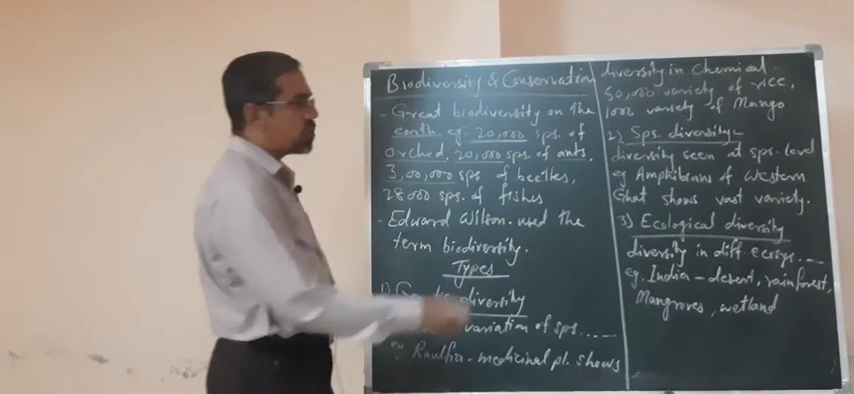 Biodiversity & Conservation
- Great biodiversity on the
earth eg. 20,000 sps. of
orchid, 20,000 sps. of ants,
3,00,000 sps of beetles,
28000 sps. of fishes
- Edward Wilson. used the
term biodiversity.
Types
1) diversity
variation of sps.....
eg - medicinal pl. shows
diversity in chemical
50,000 variety of rice,
1000 variety of Mango
2) Sps. diversity -
diversity seen at sps. level
eg Amphibians of Western
Ghat shows vast variety.
3) Ecological diversity
diversity in diff ecosys....
eg. India - desert, rainforest,
Mangroves, wetland